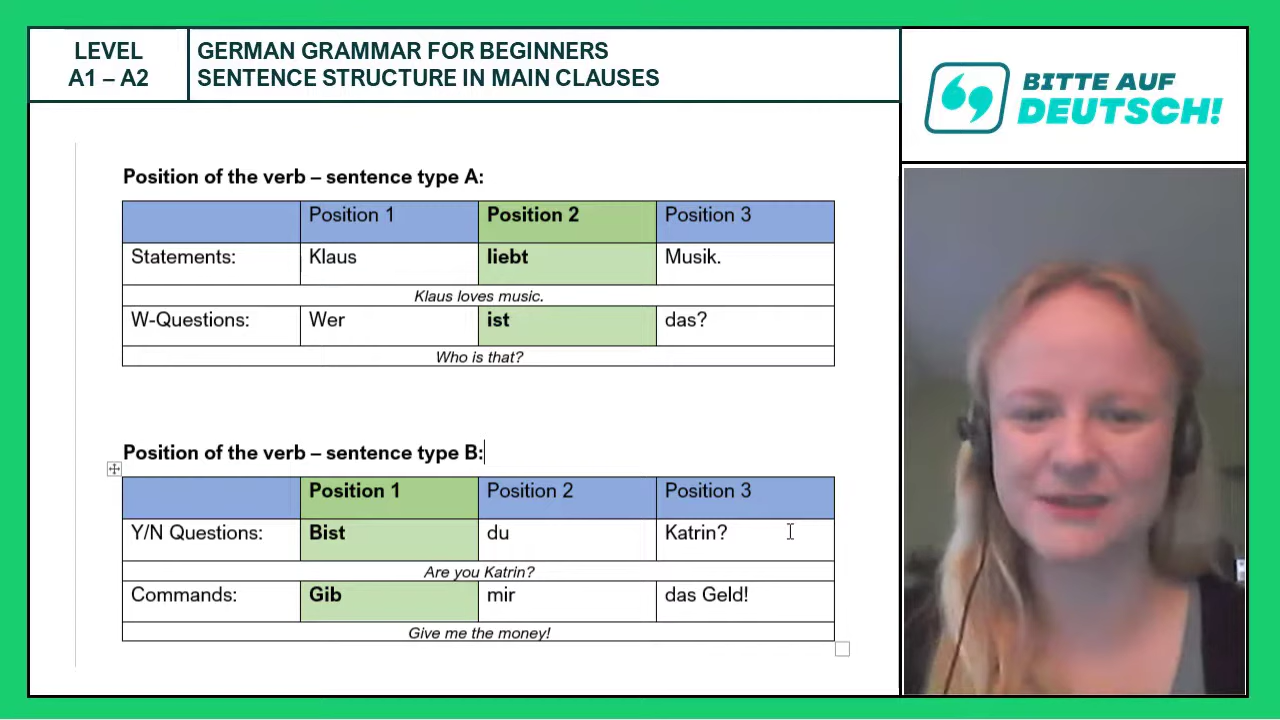 LEVEL
A1 – A2
GERMAN GRAMMAR FOR BEGINNERS
SENTENCE STRUCTURE IN MAIN CLAUSES
BITTE AUF
DEUTSCH!
Position of the verb – sentence type A:
Position 1 Position 2 Position 3
Statements: Klaus liebt Musik.
Klaus loves music.
W-Questions: Wer ist das?
Who is that?
Position of the verb – sentence type B:
Position 1 Position 2 Position 3
Y/N Questions: Bist du Katrin?
Are you Katrin?
Commands: Gib mir das Geld!
Give me the money!